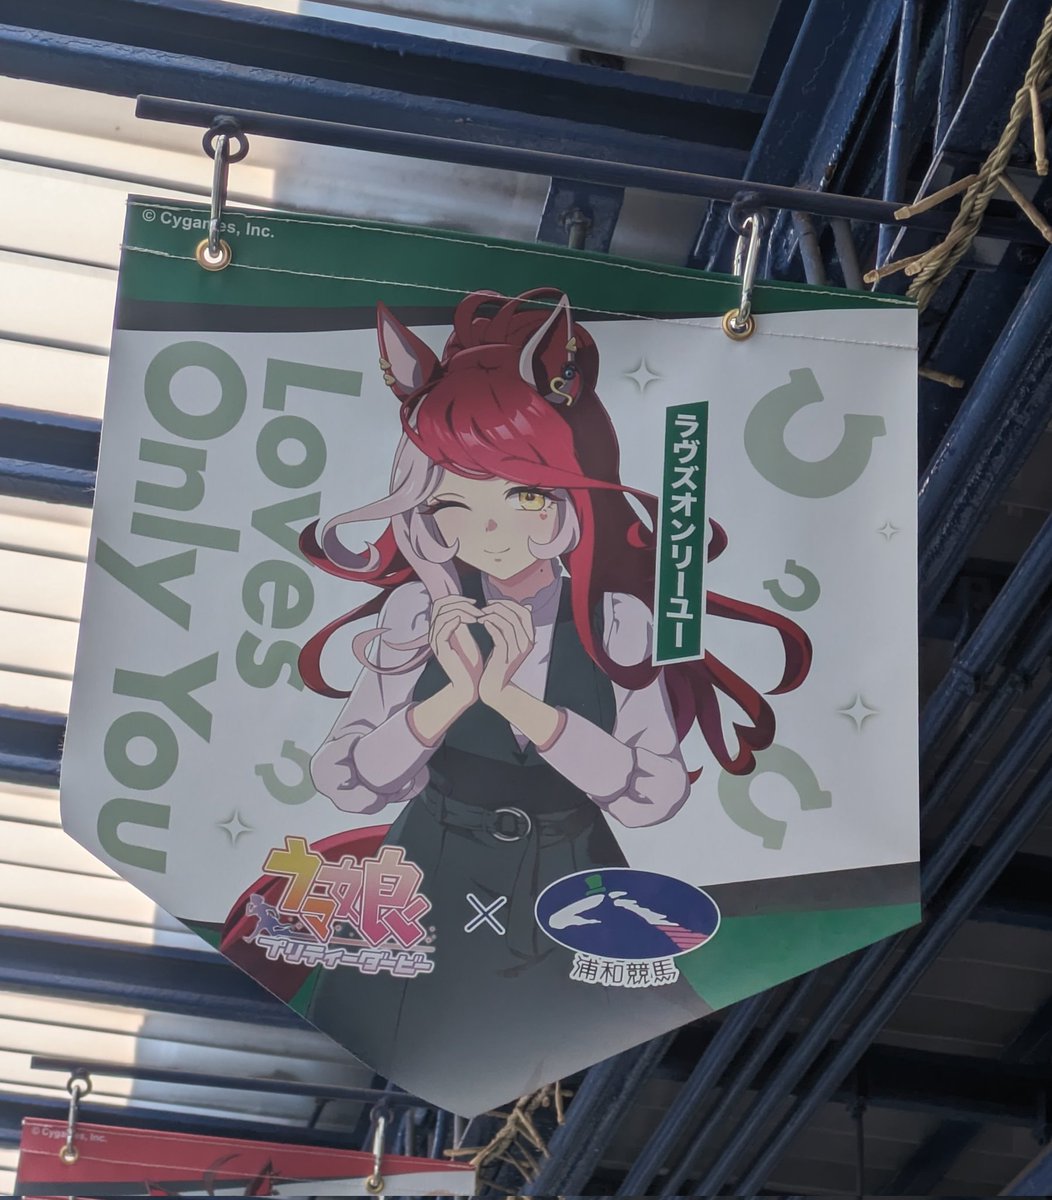 © Cygames, Inc.
Loves
Only You
ラヴズオンリーユー
ウマ娘
プリティーダービー
×
浦和競馬
© Cygames, Inc.